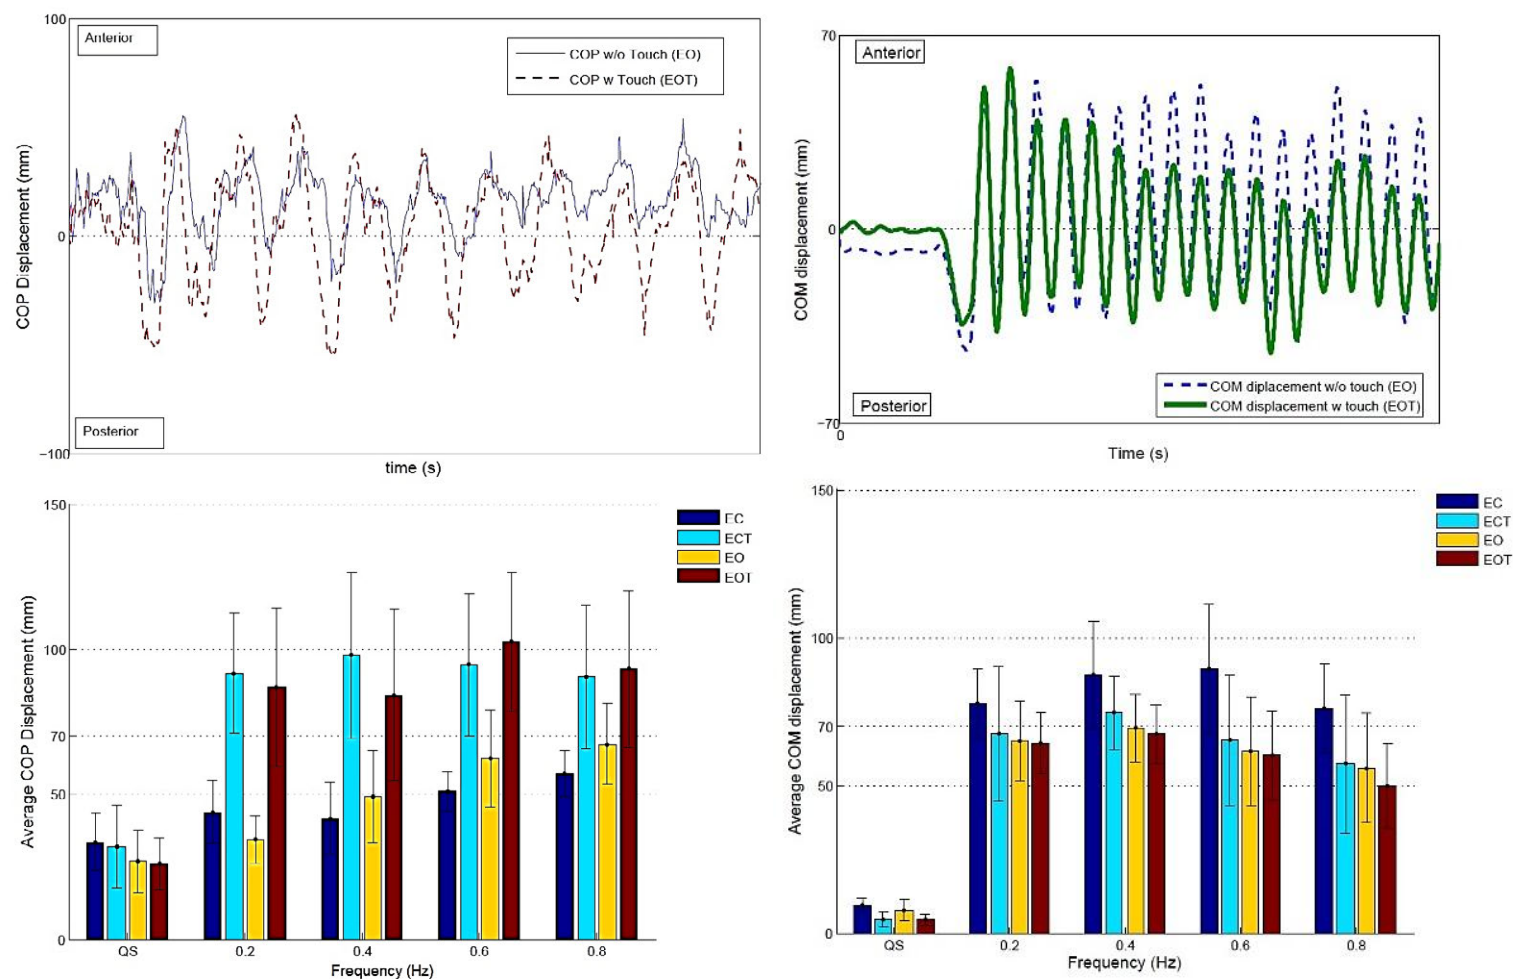 100
Anterior
COP w/o Touch (EO)
COP w Touch (EOT)
COP Displacement (mm)
0
Posterior
−100
time (s)
70
Anterior
COM displacement (mm)
0
COM diplacement w/o touch (EO)
COM displacement w touch (EOT)
Posterior
−70
0
Time (s)
150
EC
ECT
EO
EOT
Average COP Displacement (mm)
100
70
50
0
QS 0.2 0.4 0.6 0.8
Frequency (Hz)
150
EC
ECT
EO
EOT
Average COM displacement (mm)
100
70
50
0
QS 0.2 0.4 0.6 0.8
Frequency (Hz)